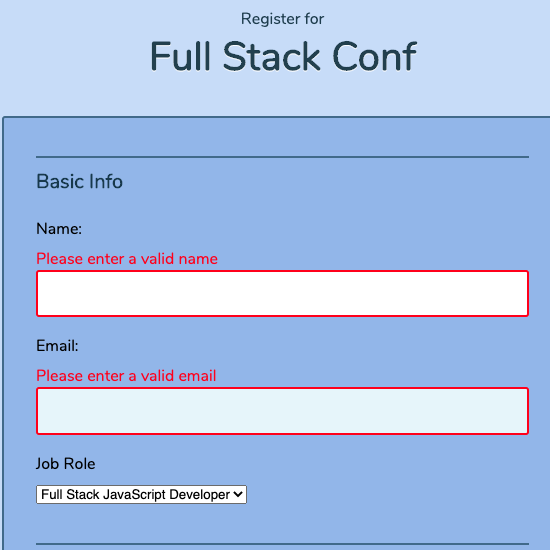 Register for
Full Stack Conf
Basic Info
Name:
Please enter a valid name
Email:
Please enter a valid email
Job Role
Full Stack JavaScript Developer